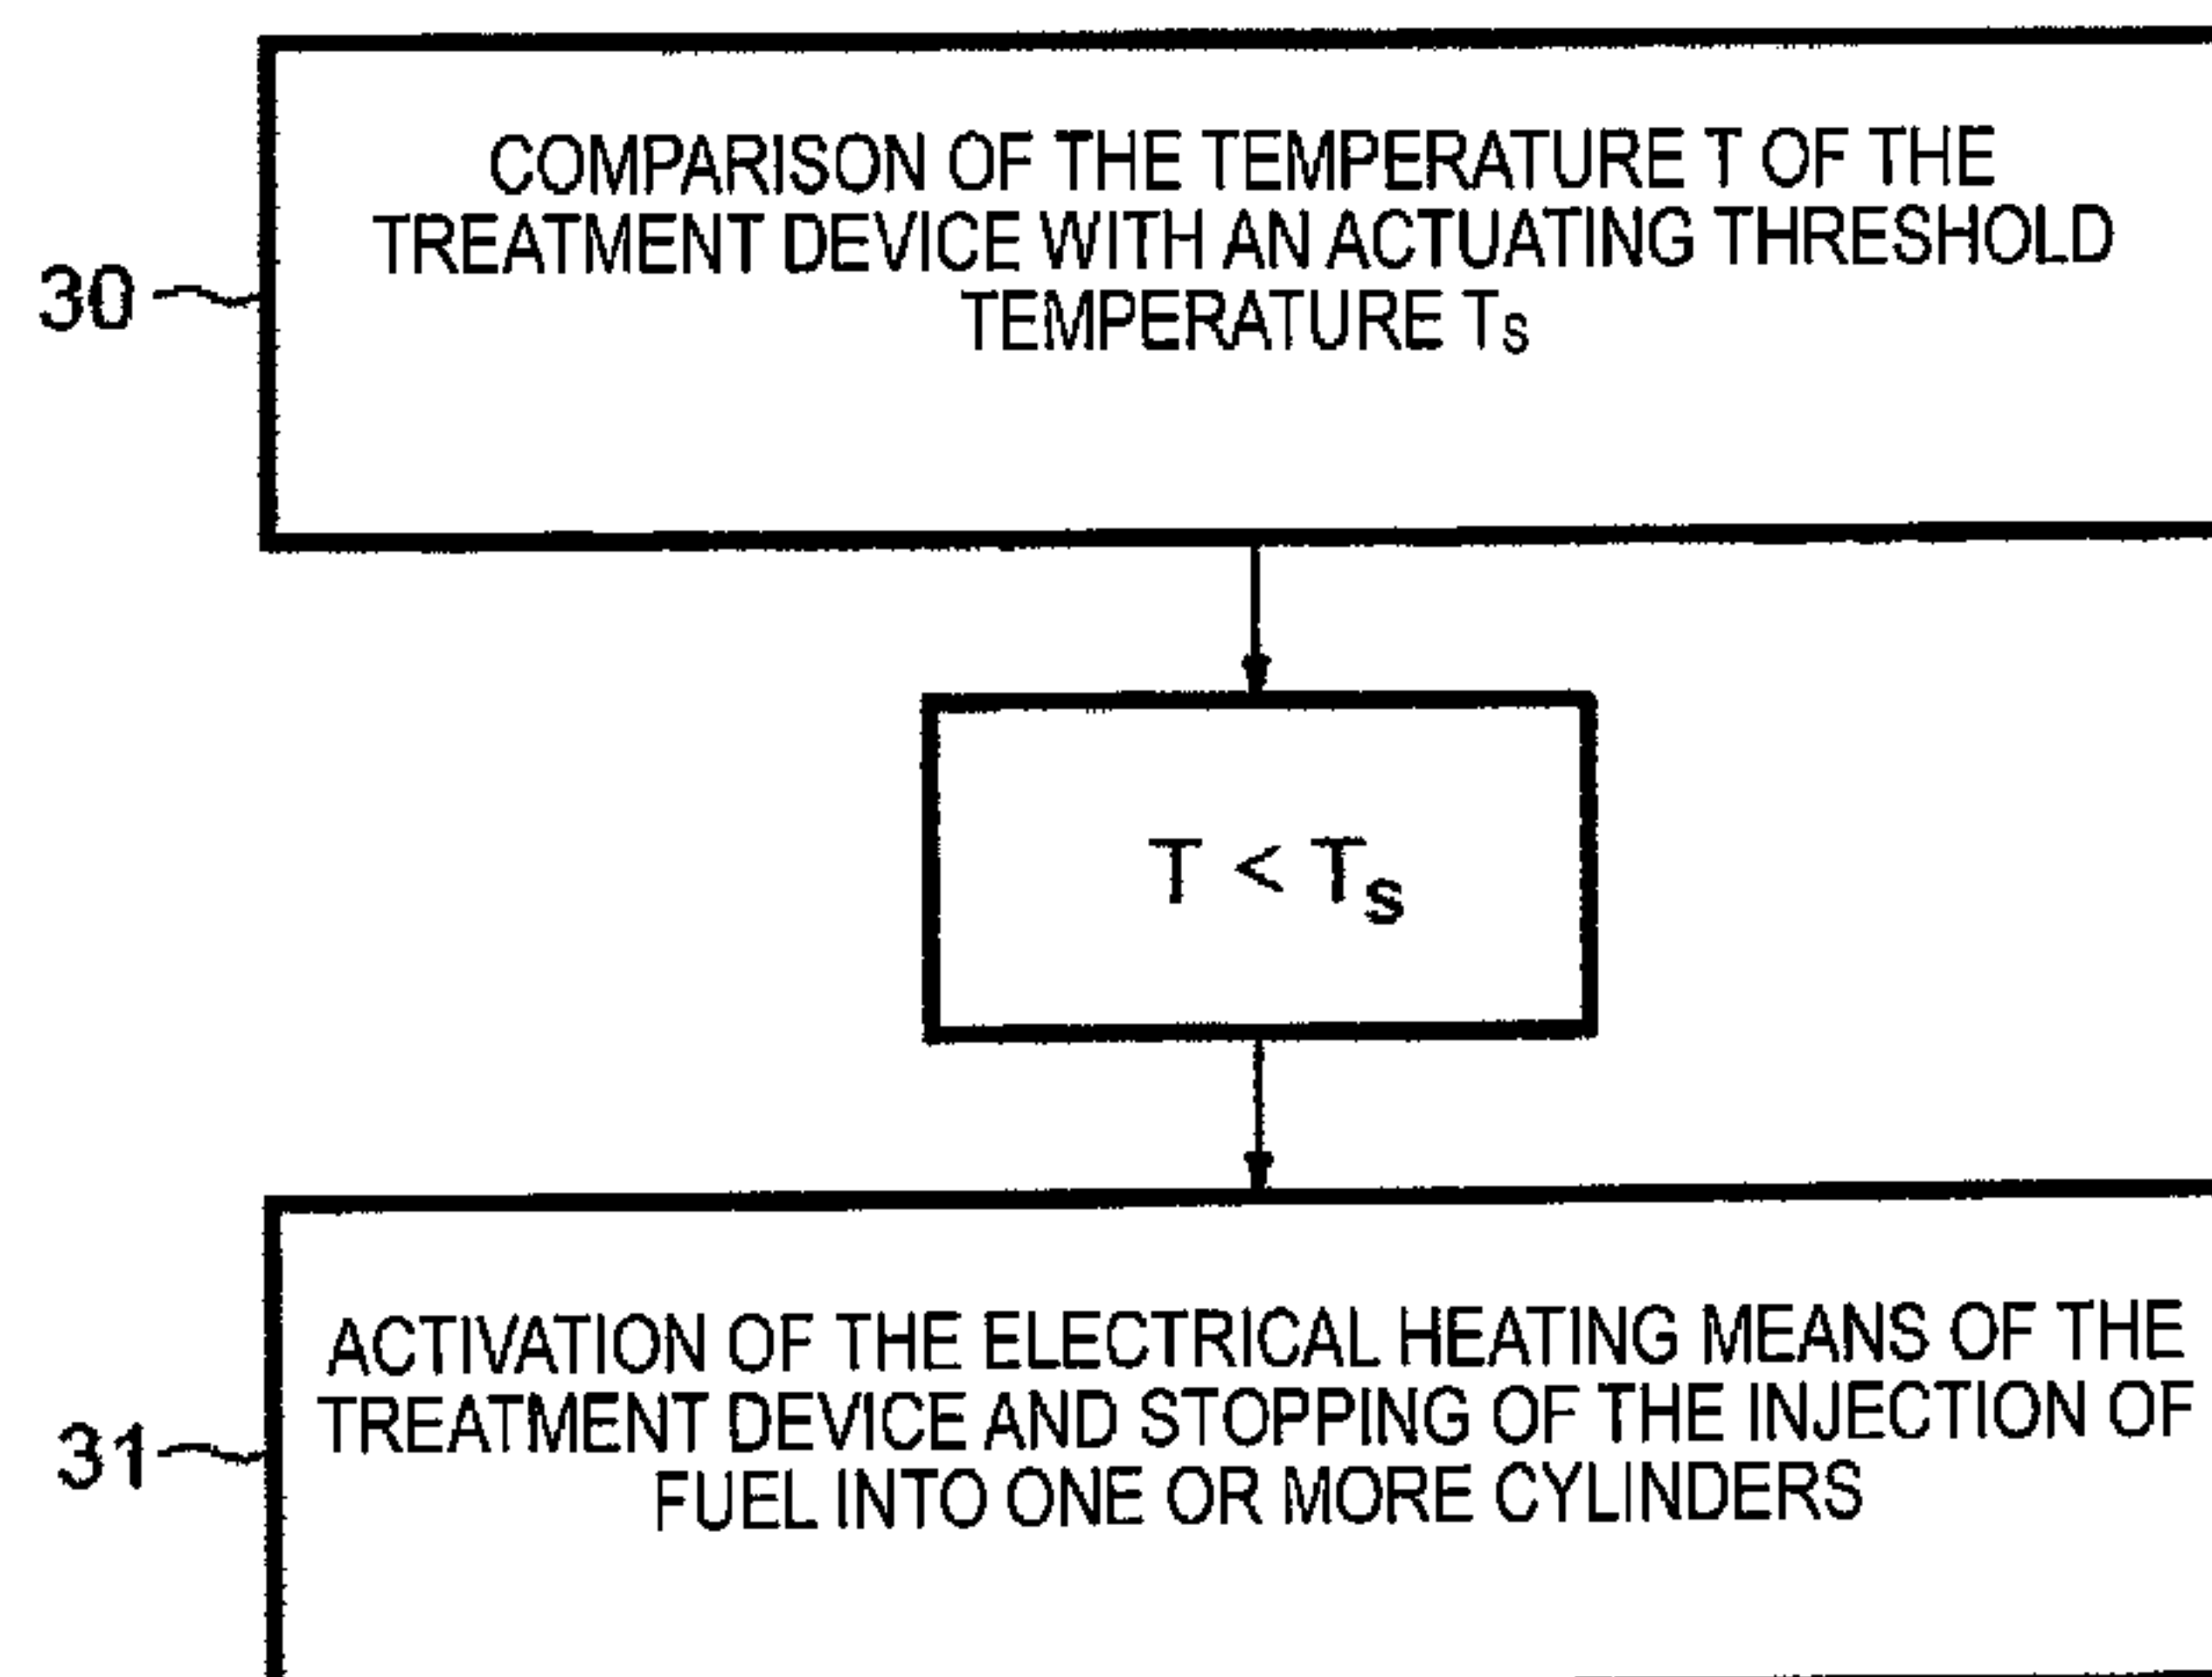 COMPARISON OF THE TEMPERATURE T OF THE
TREATMENT DEVICE WITH AN ACTUATING THRESHOLD
TEMPERATURE TS
30
T < TS
ACTIVATION OF THE ELECTRICAL HEATING MEANS OF THE
TREATMENT DEVICE AND STOPPING OF THE INJECTION OF
FUEL INTO ONE OR MORE CYLINDERS
31